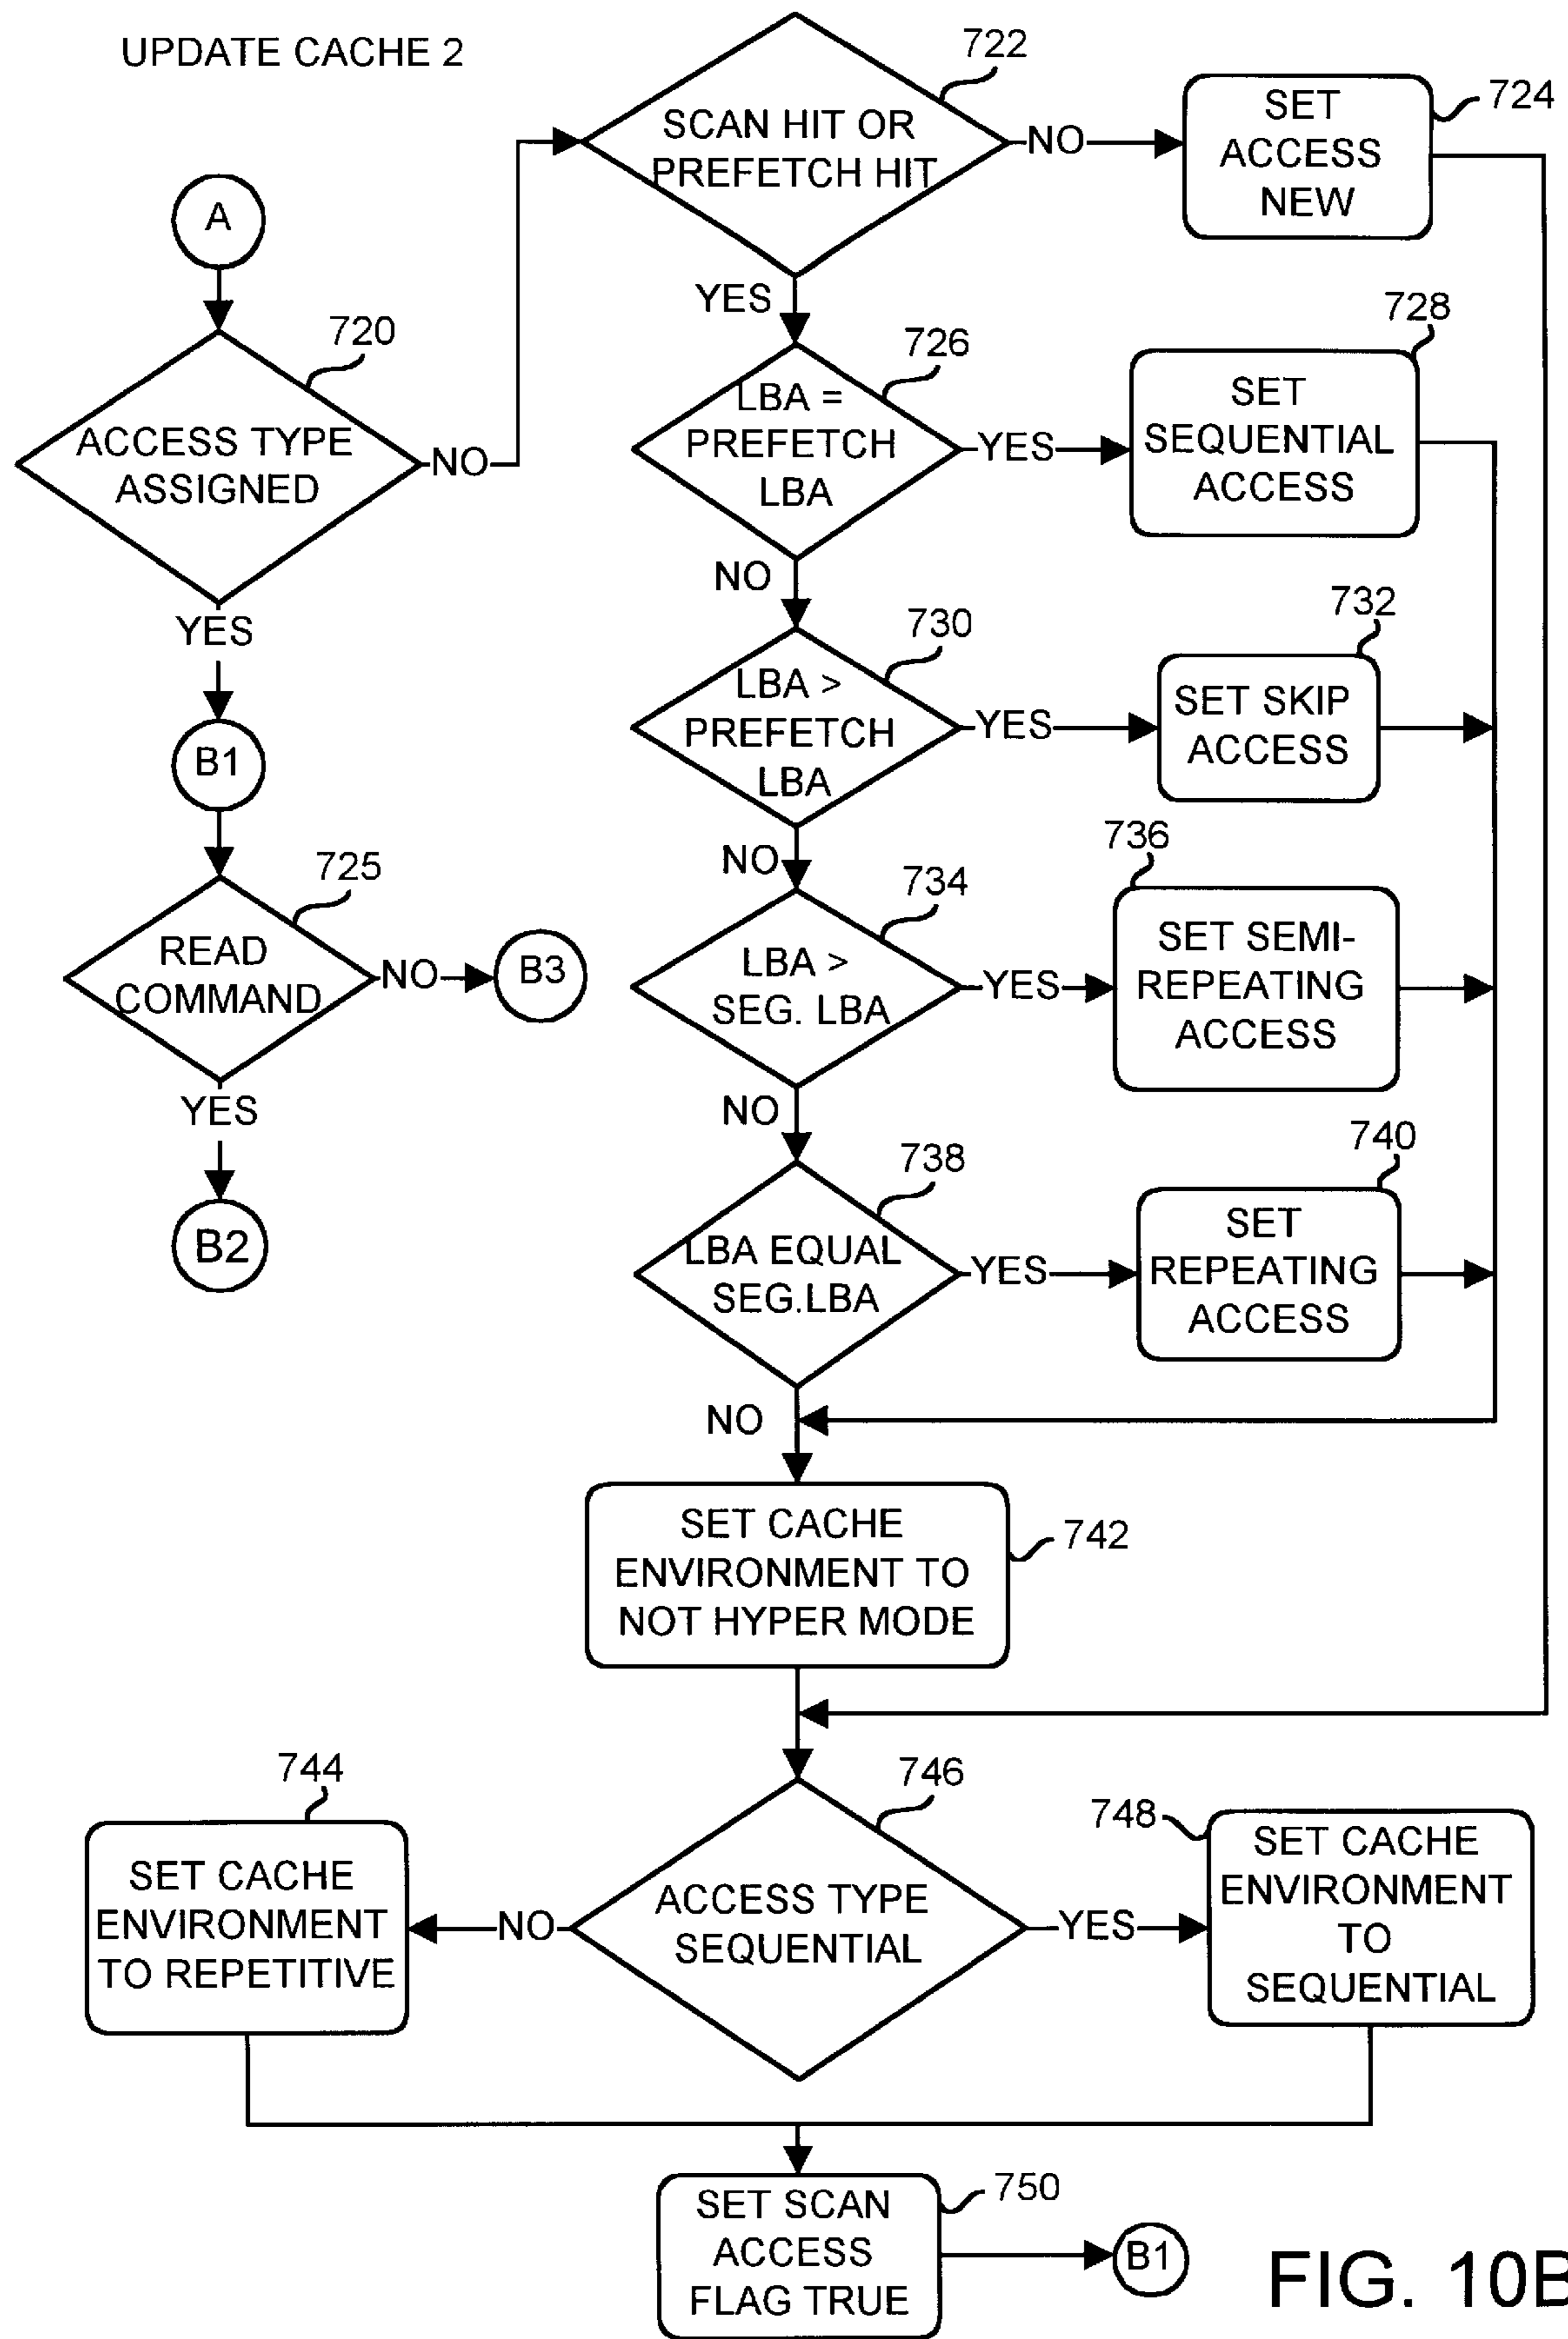 UPDATE CACHE 2
722
SCAN HIT OR
PREFETCH HIT
NO
SET
ACCESS
NEW
724
A
YES
720
ACCESS TYPE
ASSIGNED
NO
726
LBA =
PREFETCH
LBA
YES
728
SET
SEQUENTIAL
ACCESS
NO
YES
730
LBA >
PREFETCH
LBA
YES
732
SET SKIP
ACCESS
B1
NO
725
READ
COMMAND
NO
B3
734
LBA >
SEG. LBA
YES
736
SET SEMI-
REPEATING
ACCESS
YES
NO
B2
738
LBA EQUAL
SEG.LBA
YES
740
SET
REPEATING
ACCESS
NO
SET CACHE
ENVIRONMENT TO
NOT HYPER MODE
742
744
SET CACHE
ENVIRONMENT
TO REPETITIVE
NO
746
ACCESS TYPE
SEQUENTIAL
YES
748
SET CACHE
ENVIRONMENT
TO
SEQUENTIAL
SET SCAN
ACCESS
FLAG TRUE
750
B1
FIG. 10B